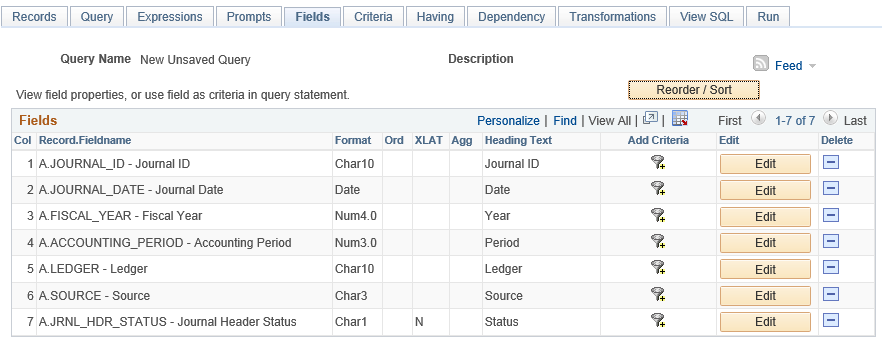 Records Query Expressions Prompts Fields Criteria Having Dependency Transformations View SQL Run
Query Name New Unsaved Query Description
Feed
View field properties, or use field as criteria in query statement. Reorder / Sort
Fields Personalize | Find | View All | | First 1-7 of 7 Last
Col Record.Fieldname Format Ord XLAT Agg Heading Text Add Criteria Edit Delete
1 A.JOURNAL_ID - Journal ID Char10 Journal ID Edit
2 A.JOURNAL_DATE - Journal Date Date Date Edit
3 A.FISCAL_YEAR - Fiscal Year Num4.0 Year Edit
4 A.ACCOUNTING_PERIOD - Accounting Period Num3.0 Period Edit
5 A.LEDGER - Ledger Char10 Ledger Edit
6 A.SOURCE - Source Char3 Source Edit
7 A.JRNL_HDR_STATUS - Journal Header Status Char1 N Status Edit